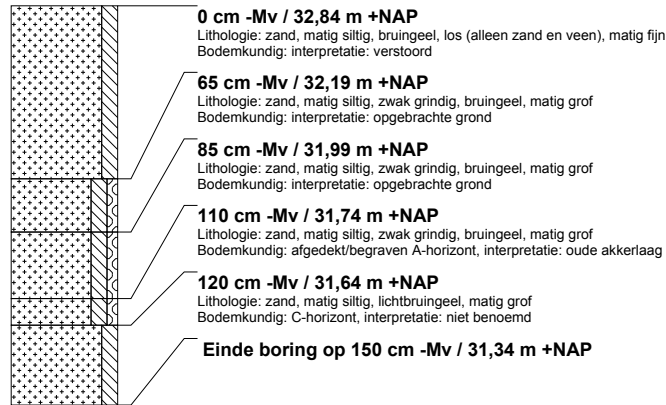 0 cm -Mv / 32,84 m +NAP
Lithologie: zand, matig siltig, bruingeel, los (alleen zand en veen), matig fijn
Bodemkundig: interpretatie: verstoord
65 cm -Mv / 32,19 m +NAP
Lithologie: zand, matig siltig, zwak grindig, bruingeel, matig grof
Bodemkundig: interpretatie: opgebrachte grond
85 cm -Mv / 31,99 m +NAP
Lithologie: zand, matig siltig, zwak grindig, bruingeel, matig grof
Bodemkundig: interpretatie: opgebrachte grond
110 cm -Mv / 31,74 m +NAP
Lithologie: zand, matig siltig, zwak grindig, bruingeel, matig grof
Bodemkundig: afgedekt/begraven A-horizont, interpretatie: oude akkerlaag
120 cm -Mv / 31,64 m +NAP
Lithologie: zand, matig siltig, lichtbruingeel, matig grof
Bodemkundig: C-horizont, interpretatie: niet benoemd
Einde boring op 150 cm -Mv / 31,34 m +NAP